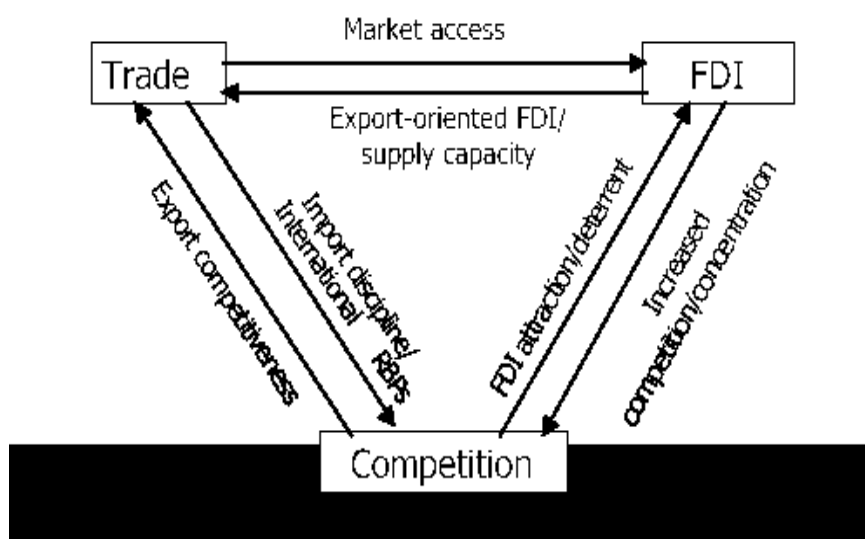 Market access
Trade
FDI
Export-oriented FDI/
supply capacity
Export competitiveness
Import discipline/
International RBPs
FDI attraction/deterrent
Increased
competition/concentration
Competition